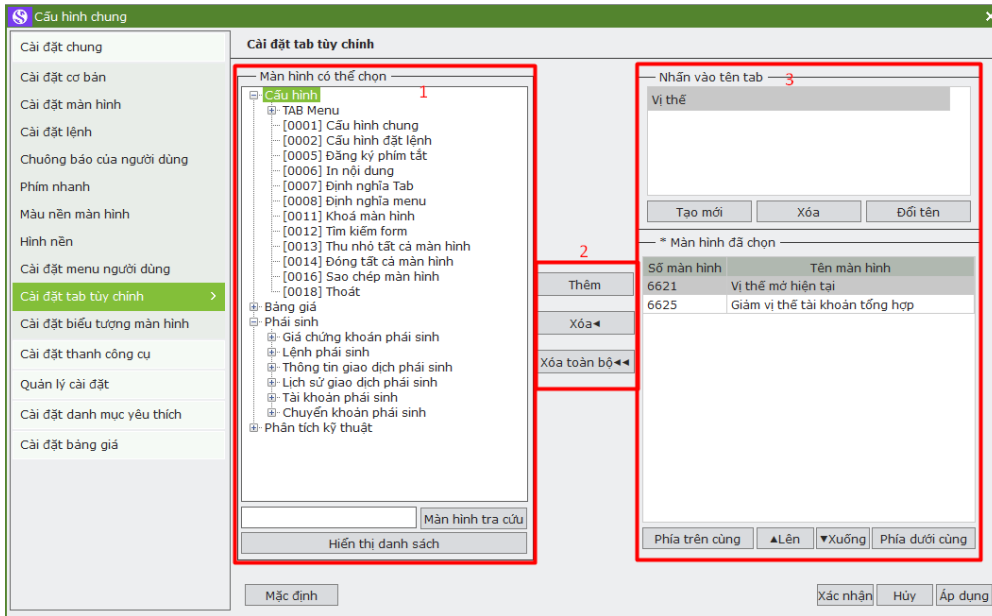 Cấu hình chung
Cài đặt chung
Cài đặt cơ bản
Cài đặt màn hình
Cài đặt lệnh
Chuông báo của người dùng
Phím nhanh
Màu nền màn hình
Hình nền
Cài đặt menu người dùng
Cài đặt tab tùy chỉnh
Cài đặt biểu tượng màn hình
Cài đặt thanh công cụ
Quản lý cài đặt
Cài đặt danh mục yêu thích
Cài đặt bảng giá
Cài đặt tab tùy chỉnh
Màn hình có thể chọn
1
Cấu hình
TAB Menu
[0001] Cấu hình chung
[0002] Cấu hình đặt lệnh
[0005] Đăng ký phím tắt
[0006] In nội dung
[0007] Định nghĩa Tab
[0008] Định nghĩa menu
[0011] Khoá màn hình
[0012] Tìm kiếm form
[0013] Thu nhỏ tất cả màn hình
[0014] Đóng tất cả màn hình
[0016] Sao chép màn hình
[0018] Thoát
Bảng giá
Phái sinh
Giá chứng khoán phái sinh
Lệnh phái sinh
Thông tin giao dịch phái sinh
Lịch sử giao dịch phái sinh
Tài khoản phái sinh
Chuyển khoản phái sinh
Phân tích kỹ thuật
Màn hình tra cứu
Hiển thị danh sách
2
Thêm
Xóa◄
Xóa toàn bộ◄◄
Nhấn vào tên tab
3
Vị thế
Tạo mới Xóa Đổi tên
* Màn hình đã chọn
Số màn hình Tên màn hình
6621 Vị thế mở hiện tại
6625 Giảm vị thế tài khoản tổng hợp
Phía trên cùng ▲Lên ▼Xuống Phía dưới cùng
Mặc định Xác nhận Hủy Áp dụng